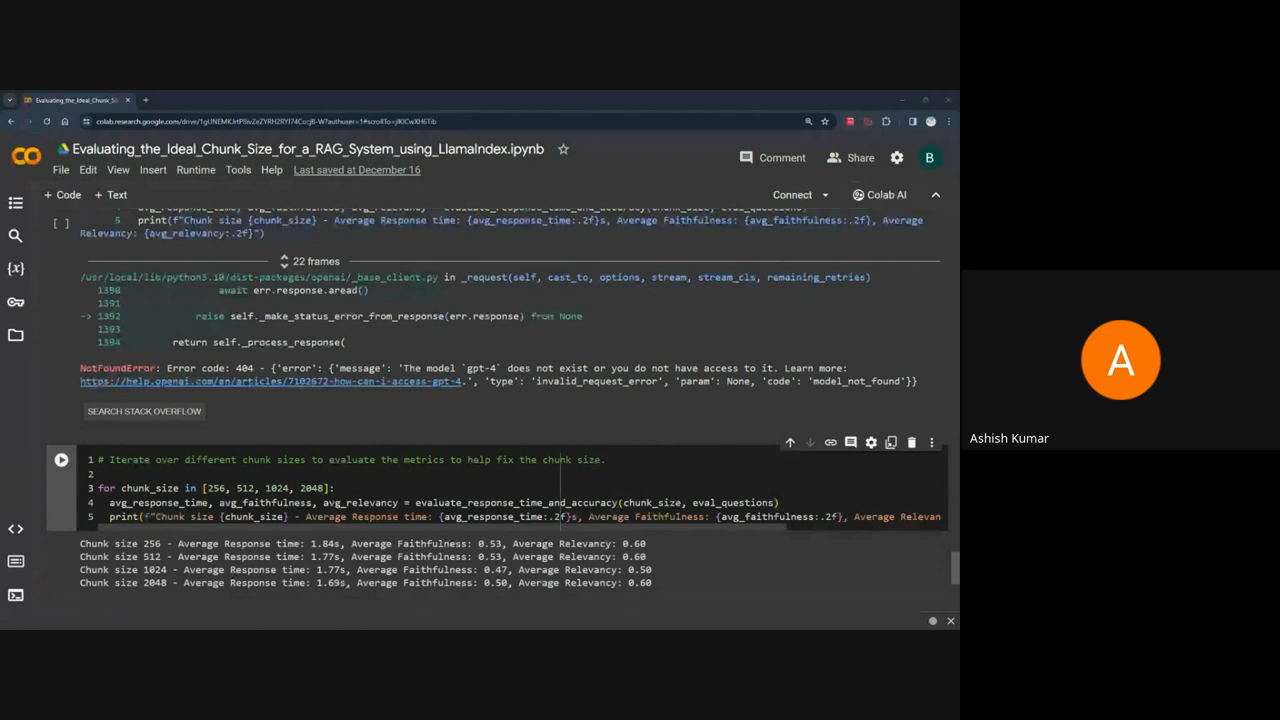 Evaluating_the_Ideal_Chunk_Siz
colab.research.google.com/drive/1gUNEMKJrtP8ivZeZYRH2RYJ74CocjB-W?authuser=1#scrollTo=jlKlCwXH6Tib
Evaluating_the_Ideal_Chunk_Size_for_a_RAG_System_using_LlamaIndex.ipynb
Comment
Share
B
File Edit View Insert Runtime Tools Help Last saved at December 16
+ Code + Text
Connect
Colab AI
[ ]
5 print(f"Chunk size {chunk_size} - Average Response time: {avg_response_time:.2f}s, Average Faithfulness: {avg_faithfulness:.2f}, Average
Relevancy: {avg_relevancy:.2f}")
22 frames
/usr/local/lib/python3.10/dist-packages/openai/_base_client.py in _request(self, cast_to, options, stream, stream_cls, remaining_retries)
1390 await err.response.aread()
1391
-> 1392 raise self._make_status_error_from_response(err.response) from None
1393
1394 return self._process_response(
NotFoundError: Error code: 404 - {'error': {'message': 'The model `gpt-4` does not exist or you do not have access to it. Learn more:
https://help.openai.com/en/articles/7102672-how-can-i-access-gpt-4.', 'type': 'invalid_request_error', 'param': None, 'code': 'model_not_found'}}
SEARCH STACK OVERFLOW
1 # Iterate over different chunk sizes to evaluate the metrics to help fix the chunk size.
2
3 for chunk_size in [256, 512, 1024, 2048]:
4 avg_response_time, avg_faithfulness, avg_relevancy = evaluate_response_time_and_accuracy(chunk_size, eval_questions)
5 print(f"Chunk size {chunk_size} - Average Response time: {avg_response_time:.2f}s, Average Faithfulness: {avg_faithfulness:.2f}, Average Relevan
Chunk size 256 - Average Response time: 1.84s, Average Faithfulness: 0.53, Average Relevancy: 0.60
Chunk size 512 - Average Response time: 1.77s, Average Faithfulness: 0.53, Average Relevancy: 0.60
Chunk size 1024 - Average Response time: 1.77s, Average Faithfulness: 0.47, Average Relevancy: 0.50
Chunk size 2048 - Average Response time: 1.69s, Average Faithfulness: 0.50, Average Relevancy: 0.60
A
Ashish Kumar